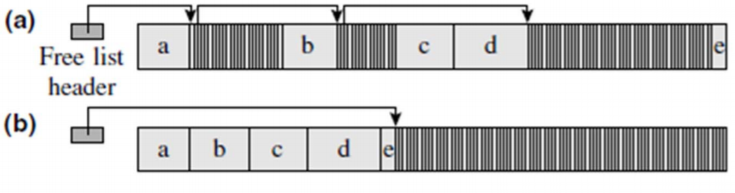 (a)
a b c d e
Free list
header
(b)
a b c d e